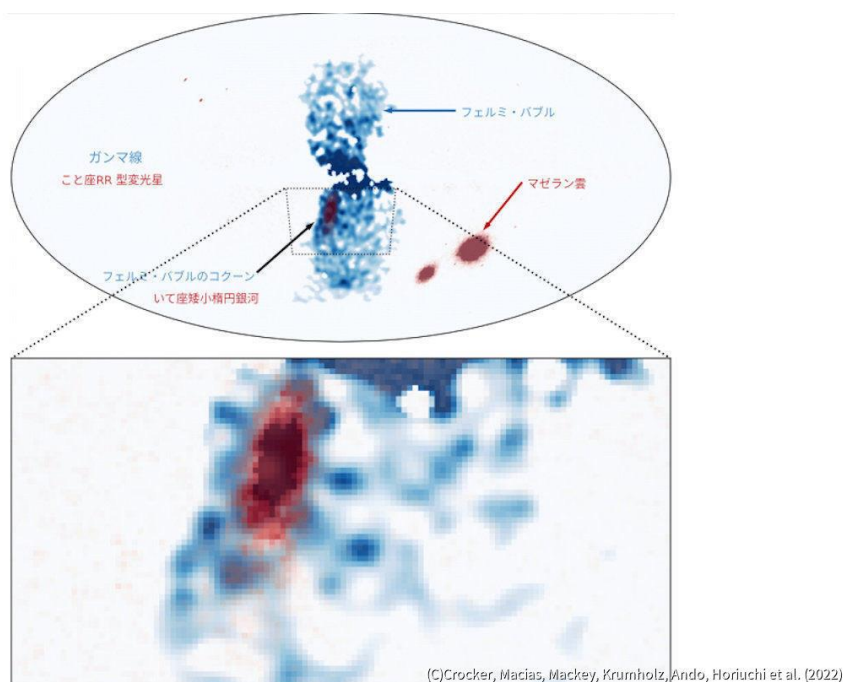 フェルミ・バブル
ガンマ線
こと座RR 型変光星
マゼラン雲
フェルミ・バブルのコクーン
いて座矮小楕円銀河
(C)Crocker, Macias, Mackey, Krumholz,Ando, Horiuchi et al. (2022)